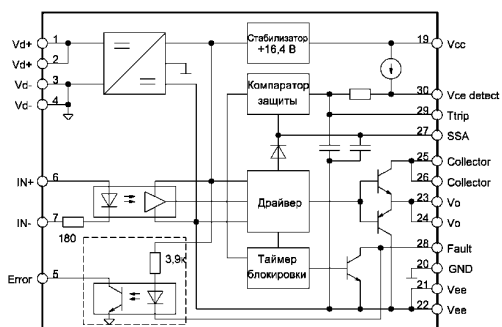 Vd+ 1
Vd+ 2
Vd- 3
Vd- 4
Стабилизатор
+16,4 В
19 Vcc
Компаратор
защиты
30 Vce detect
29 Ttrip
27 SSA
25 Collector
26 Collector
IN+ 6
IN- 7
180
Драйвер
23 Vo
24 Vo
Таймер
блокировки
28 Fault
3,9к
Error 5
20 GND
21 Vee
22 Vee